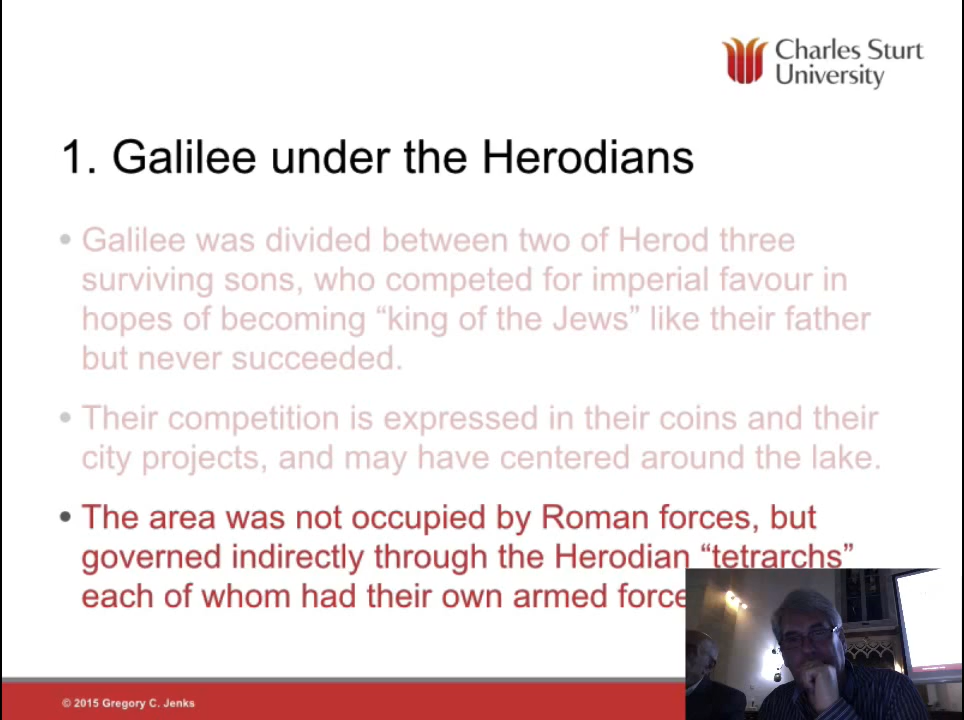 Charles Sturt
University
1. Galilee under the Herodians
• Galilee was divided between two of Herod three
surviving sons, who competed for imperial favour in
hopes of becoming “king of the Jews” like their father
but never succeeded.
• Their competition is expressed in their coins and their
city projects, and may have centered around the lake.
• The area was not occupied by Roman forces, but
governed indirectly through the Herodian “tetrarchs”
each of whom had their own armed force
© 2015 Gregory C. Jenks